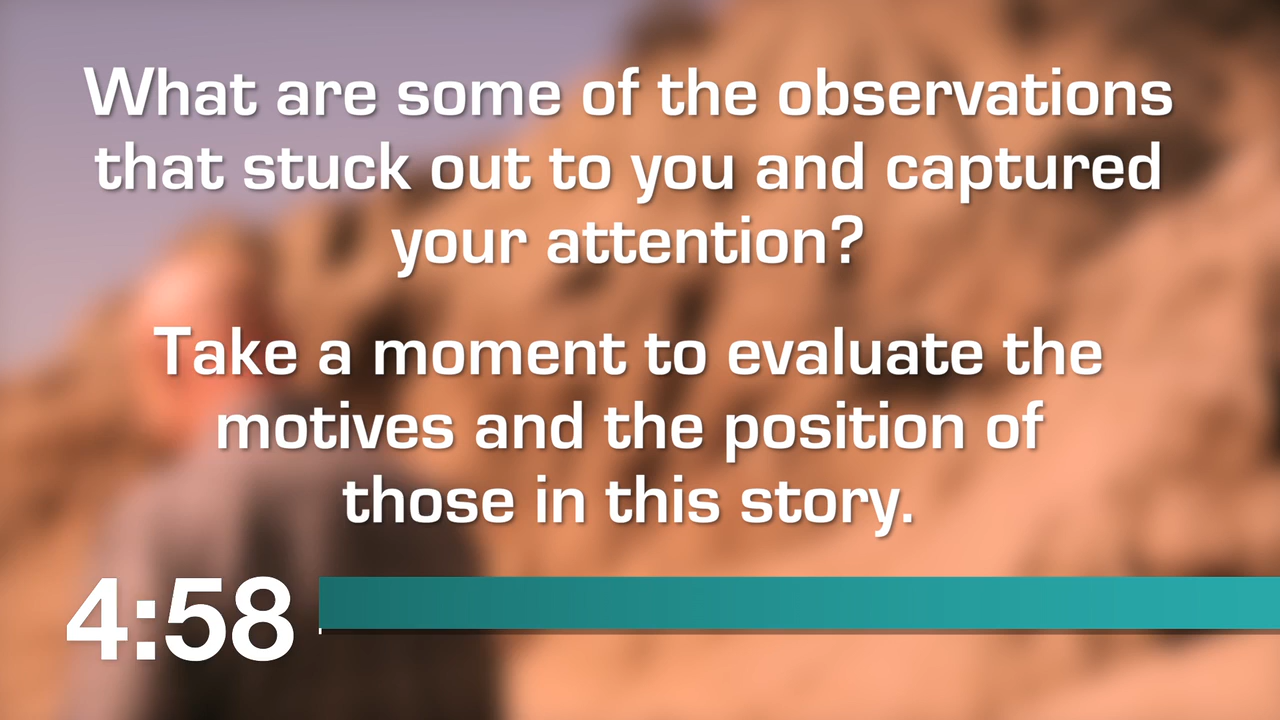 What are some of the observations
that stuck out to you and captured
your attention?
Take a moment to evaluate the
motives and the position of
those in this story.
4:58